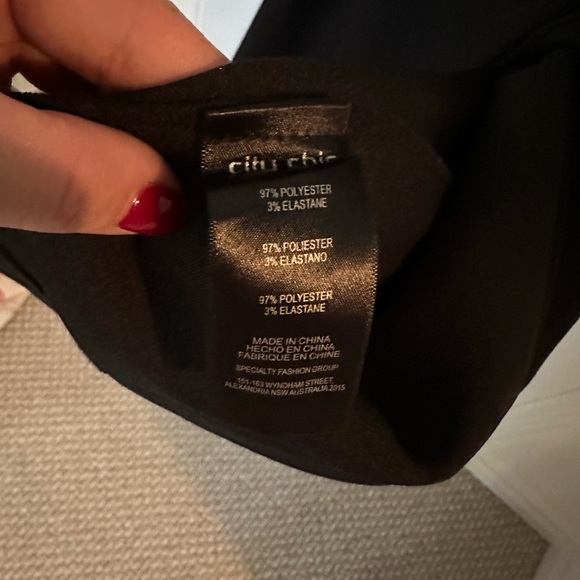 city chic
97% POLYESTER
3% ELASTANE
97% POLIESTER
3% ELASTANO
97% POLYESTER
3% ELASTANE
MADE IN CHINA
HECHO EN CHINA
FABRIQUE EN CHINE
SPECIALTY FASHION GROUP
151-163 WYNDHAM STREET,
ALEXANDRIA NSW AUSTRALIA 2015